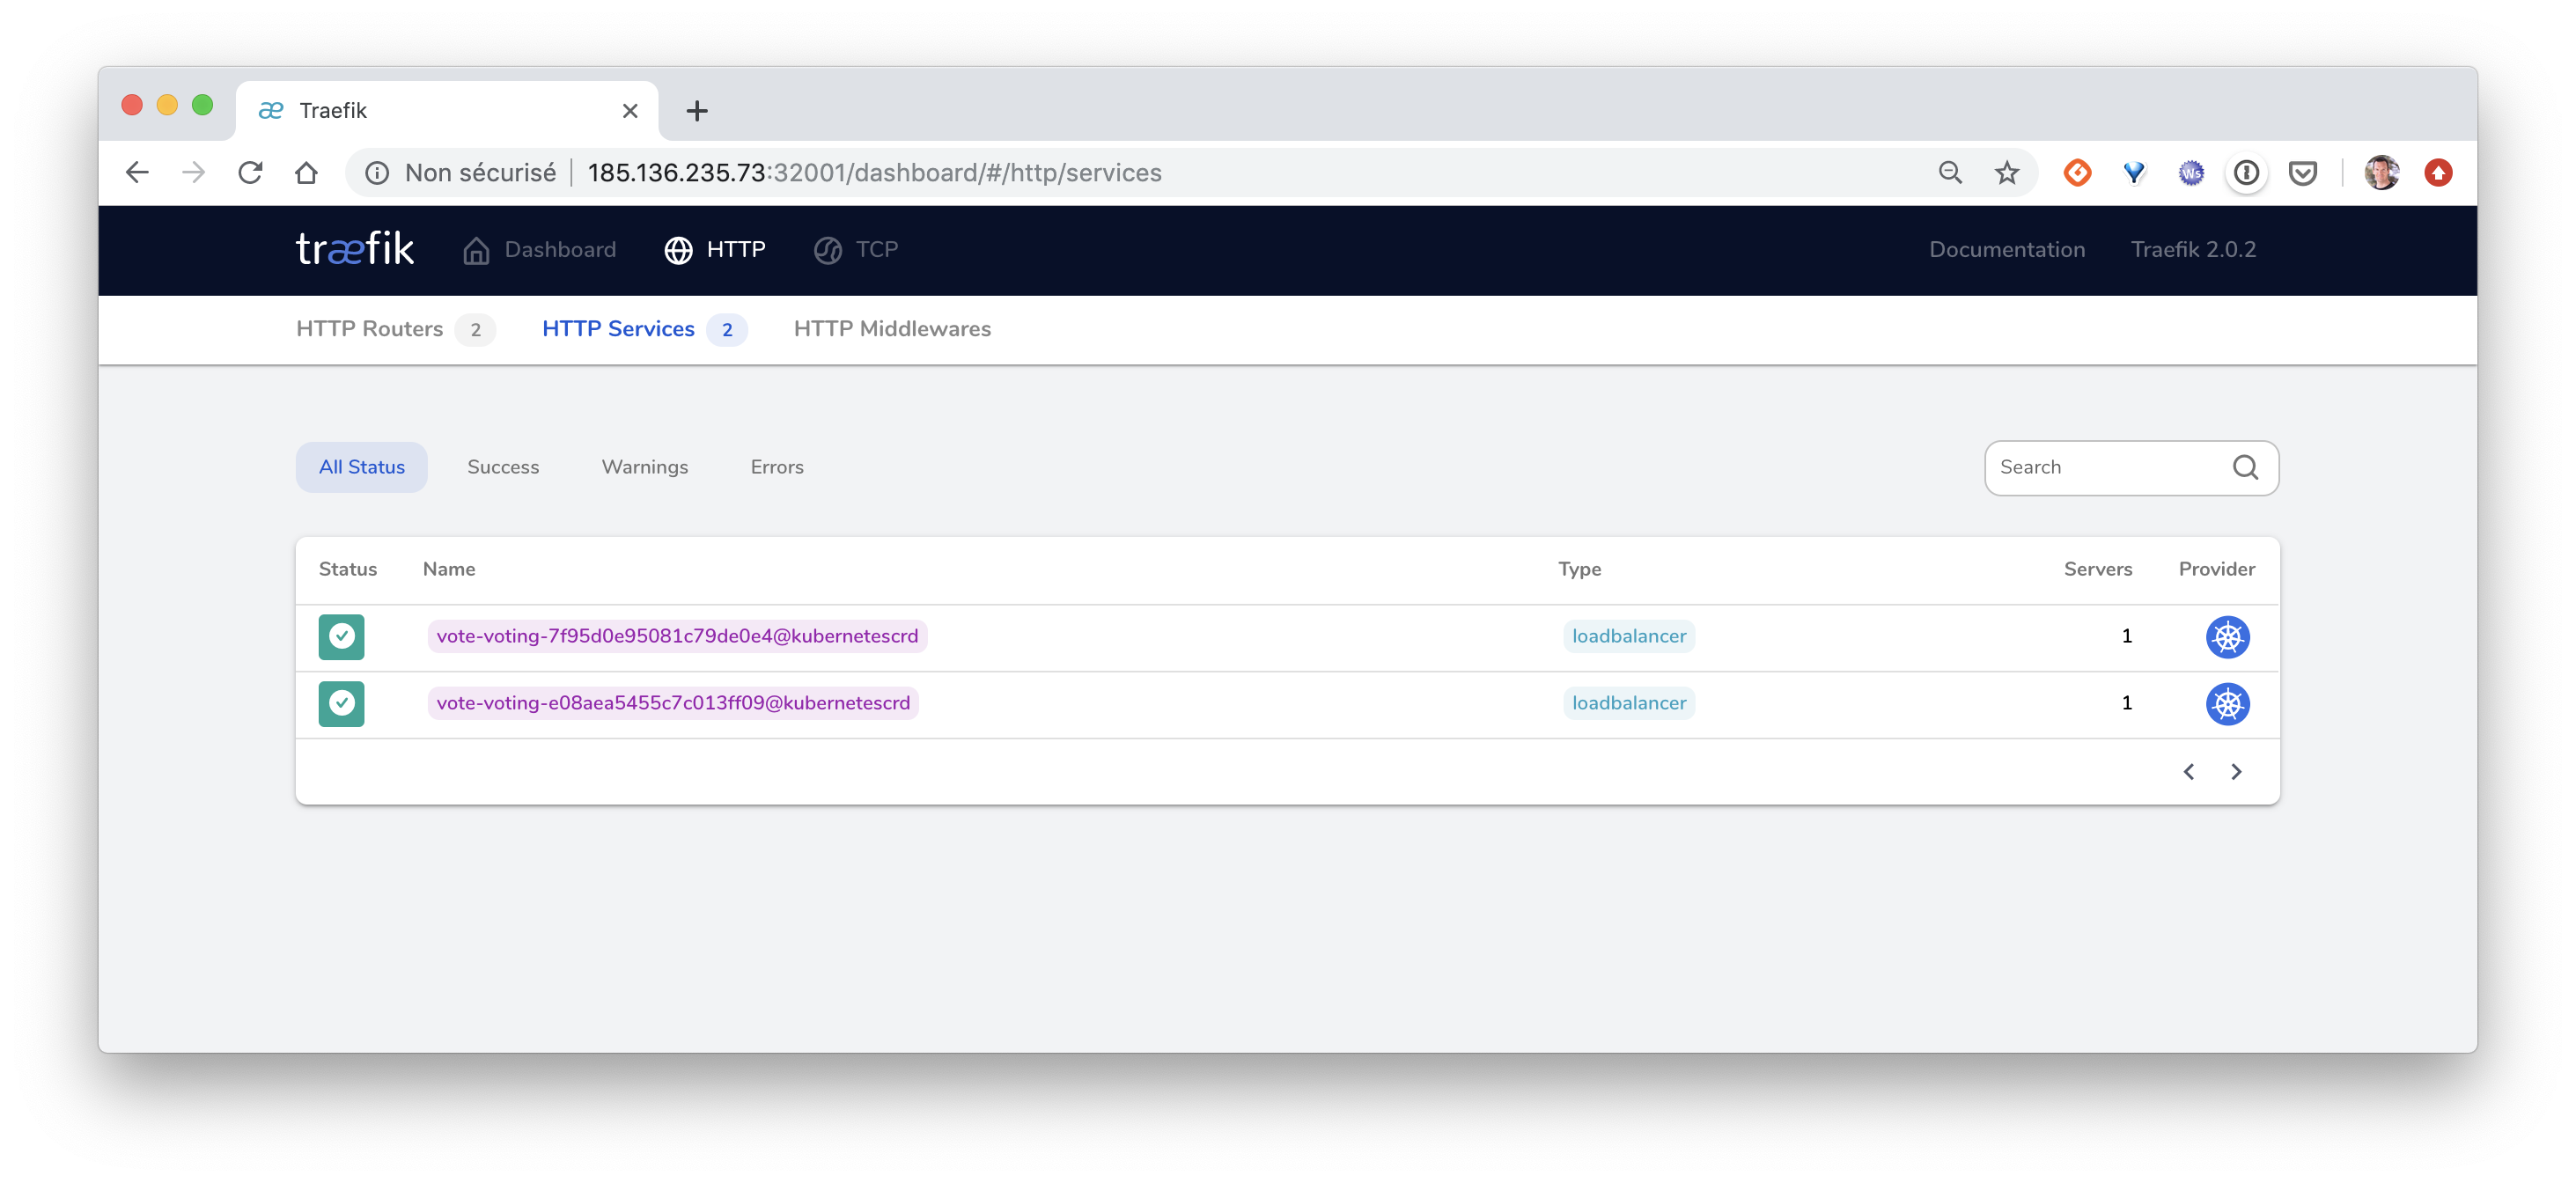 æ Traefik
Non sécurisé 185.136.235.73:32001/dashboard/#/http/services
Ws
træfik Dashboard HTTP TCP Documentation Traefik 2.0.2
HTTP Routers 2 HTTP Services 2 HTTP Middlewares
All Status Success Warnings Errors Search
Status Name Type Servers Provider
vote-voting-7f95d0e95081c79de0e4@kubernetescrd loadbalancer 1
vote-voting-e08aea5455c7c013ff09@kubernetescrd loadbalancer 1